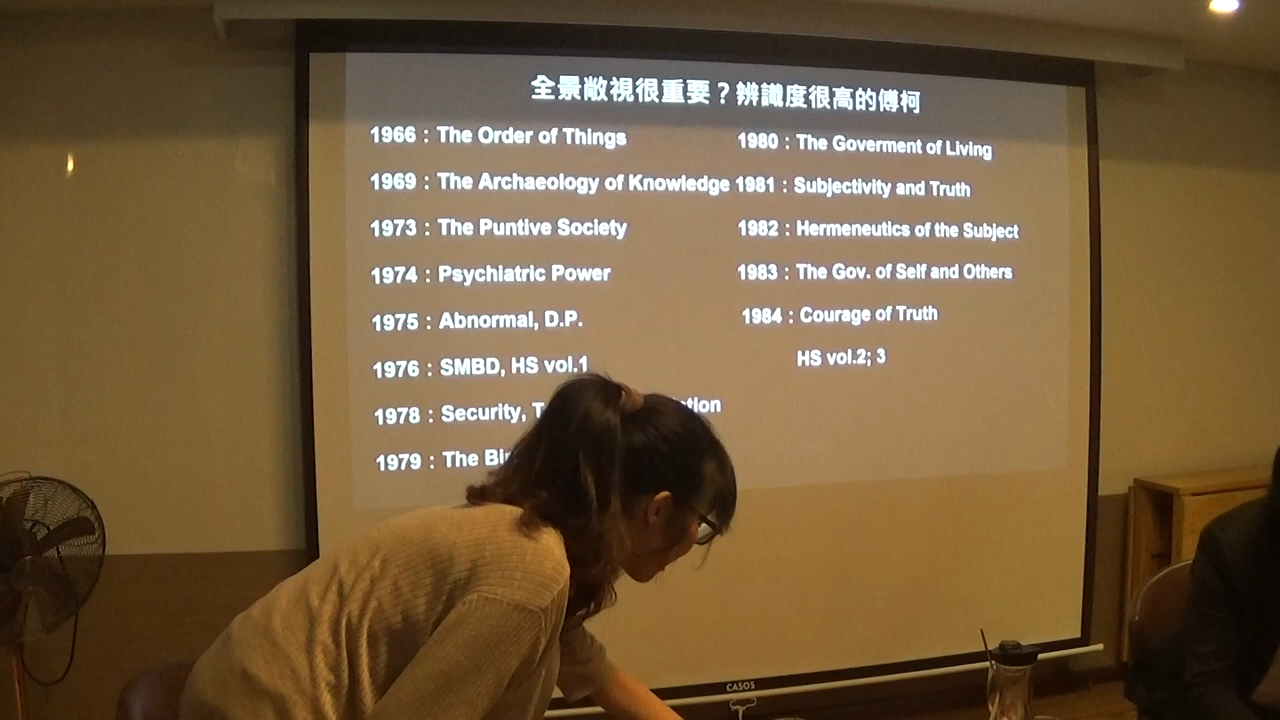 全景敞視很重要？辨識度很高的傅柯
1966：The Order of Things
1969：The Archaeology of Knowledge
1973：The Puntive Society
1974：Psychiatric Power
1975：Abnormal, D.P.
1976：SMBD, HS vol.1
1978：Security,
1979：The
1980：The Goverment of Living
1981：Subjectivity and Truth
1982：Hermeneutics of the Subject
1983：The Gov. of Self and Others
1984：Courage of Truth
HS vol.2; 3
CASOS